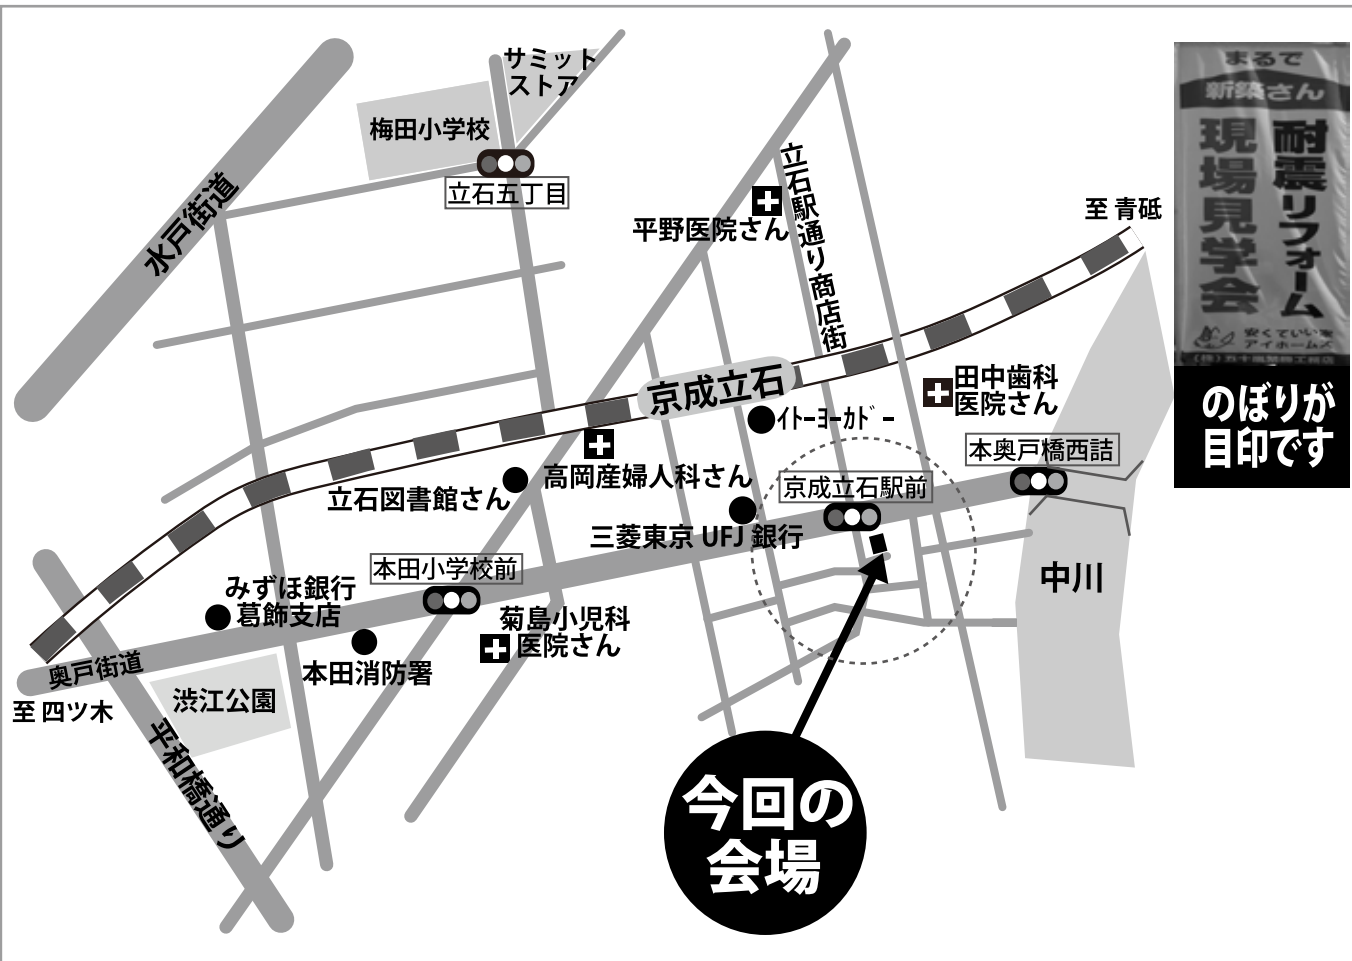 サミット
ストア
梅田小学校
立石五丁目
水戸街道
平野医院さん
立石駅通り商店街
至 青砥
まるで
新築さん
耐震リフォーム
現場見学会
安くていい家
アイホームズ
(株)五十嵐繁勝工務店
のぼりが
目印です
京成立石
ｲﾄｰﾖｰｶﾄﾞｰ
田中歯科
医院さん
本奥戸橋西詰
高岡産婦人科さん
立石図書館さん
京成立石駅前
三菱東京 UFJ 銀行
本田小学校前
みずほ銀行
葛飾支店
菊島小児科
医院さん
中川
奥戸街道
本田消防署
至 四ツ木
渋江公園
平和橋通り
今回の
会場